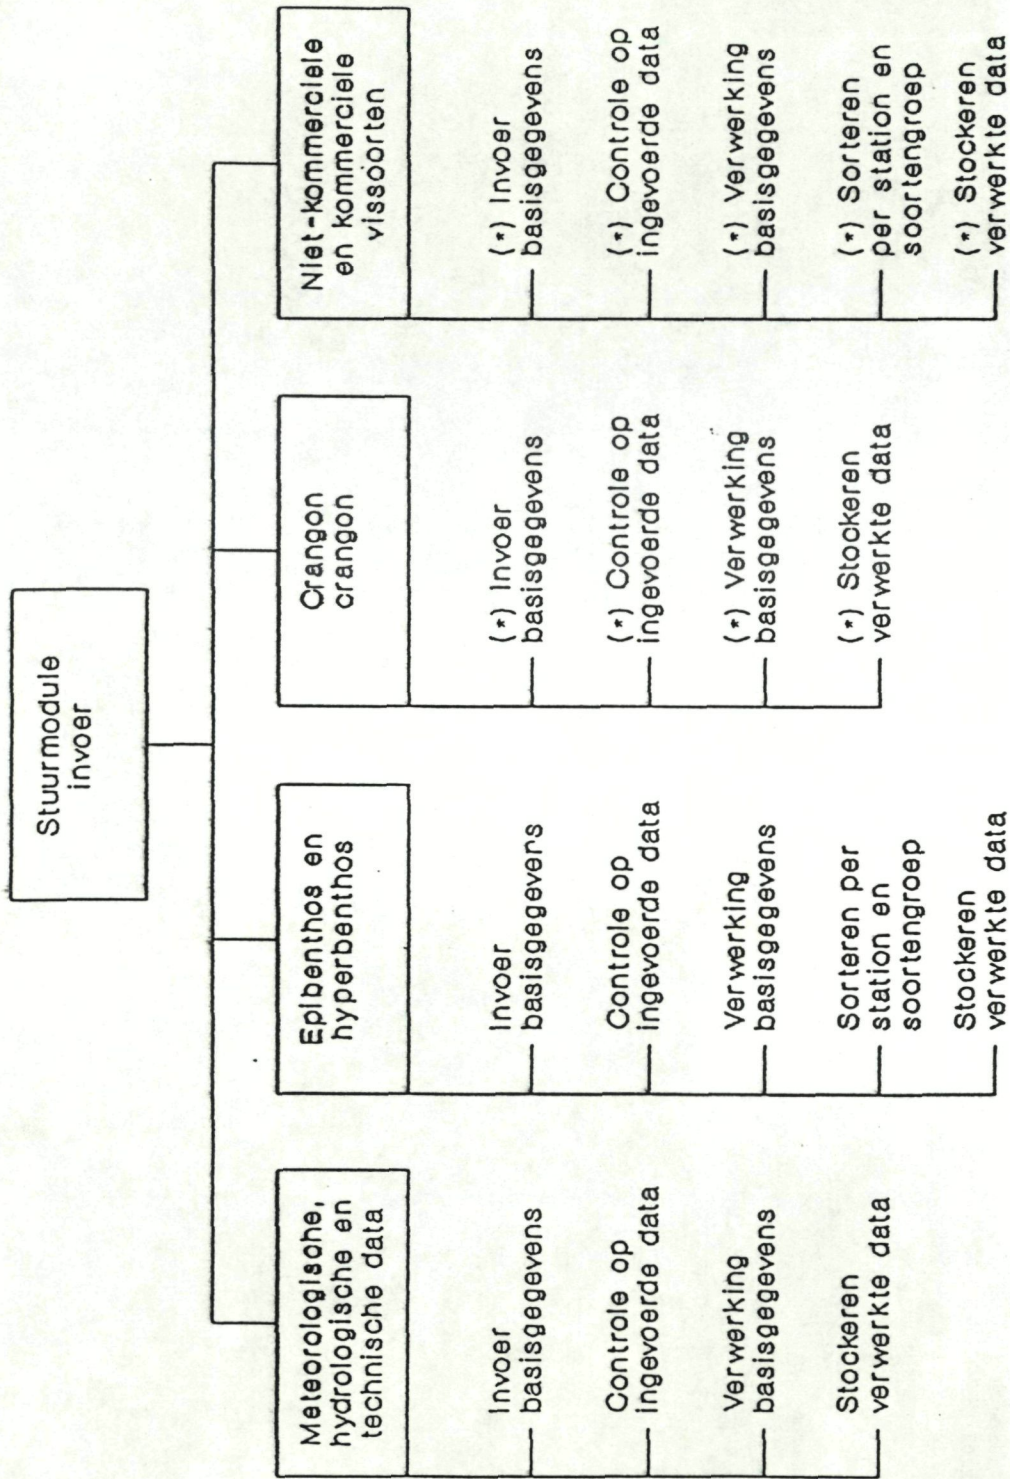 Stuurmodule
invoer
Meteorologische,
hydrologische en
technische data
Invoer
basisgegevens
Controle op
ingevoerde data
Verwerking
basisgegevens
Stockeren
verwerkte data
Epibenthos en
hyperbenthos
Invoer
basisgegevens
Controle op
ingevoerde data
Verwerking
basisgegevens
Sorteren per
station en
soortengroep
Stockeren
verwerkte data
Crangon
crangon
(*) Invoer
basisgegevens
(*) Controle op
ingevoerde data
(*) Verwerking
basisgegevens
(*) Stockeren
verwerkte data
Niet-kommerciele
en kommerciele
vissoorten
(*) Invoer
basisgegevens
(*) Controle op
ingevoerde data
(*) Verwerking
basisgegevens
(*) Sorteren
per station en
soortengroep
(*) Stockeren
verwerkte data